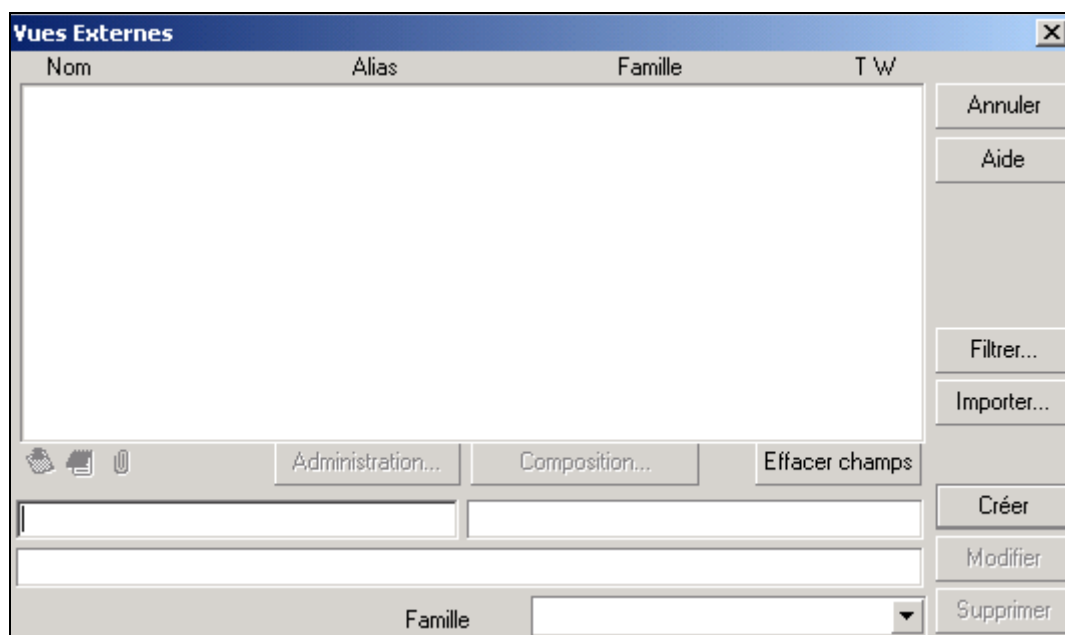 Vues Externes
Nom Alias Famille T W
Annuler
Aide
Filtrer...
Importer...
Administration... Composition... Effacer champs
Créer
Modifier
Famille Supprimer